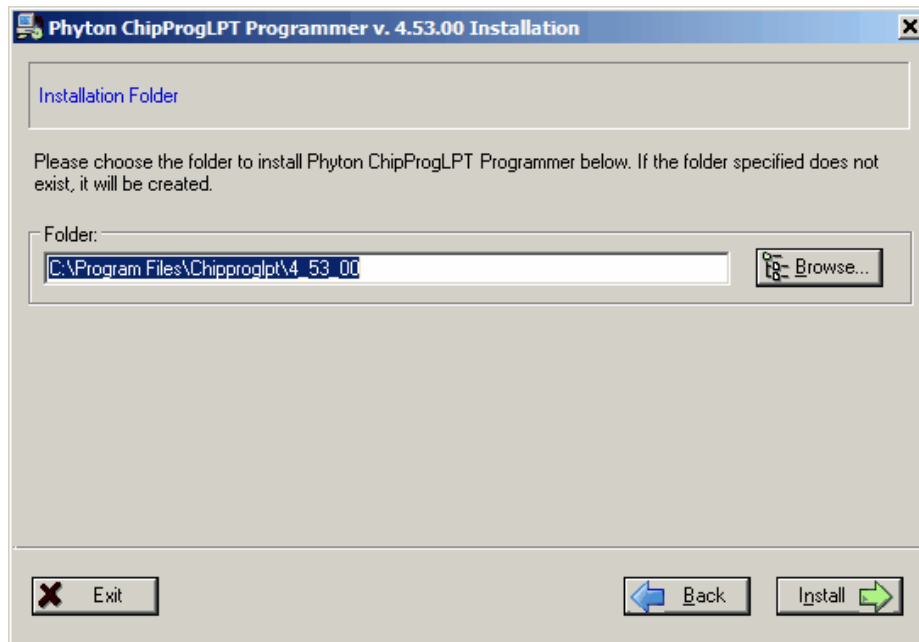 Phyton ChipProgLPT Programmer v. 4.53.00 Installation
Installation Folder
Please choose the folder to install Phyton ChipProgLPT Programmer below. If the folder specified does not
exist, it will be created.
Folder:
C:\Program Files\Chipproglpt\4_53_00
Browse...
Exit
Back
Install